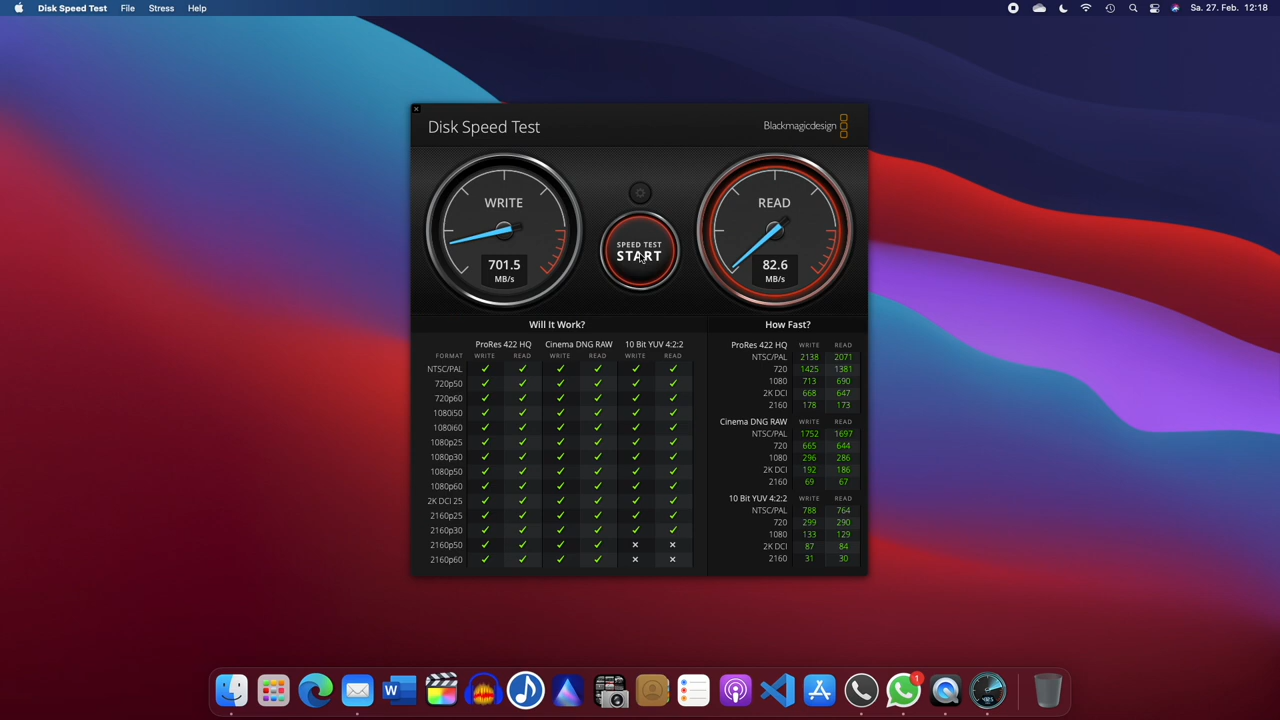 Disk Speed Test File Stress Help Sa. 27. Feb. 12:18
Disk Speed Test
Blackmagicdesign
WRITE
701.5
MB/s
SPEED TEST
START
READ
82.6
MB/s
Will It Work?
ProRes 422 HQ Cinema DNG RAW 10 Bit YUV 4:2:2
FORMAT WRITE READ WRITE READ WRITE READ
NTSC/PAL ✓ ✓ ✓ ✓ ✓ ✓
720p50 ✓ ✓ ✓ ✓ ✓ ✓
720p60 ✓ ✓ ✓ ✓ ✓ ✓
1080i50 ✓ ✓ ✓ ✓ ✓ ✓
1080i60 ✓ ✓ ✓ ✓ ✓ ✓
1080p25 ✓ ✓ ✓ ✓ ✓ ✓
1080p30 ✓ ✓ ✓ ✓ ✓ ✓
1080p50 ✓ ✓ ✓ ✓ ✓ ✓
1080p60 ✓ ✓ ✓ ✓ ✓ ✓
2K DCI 25 ✓ ✓ ✓ ✓ ✓ ✓
2160p25 ✓ ✓ ✓ ✓ ✓ ✓
2160p30 ✓ ✓ ✓ ✓ ✓ ✓
2160p50 ✓ ✓ ✓ ✓ × ×
2160p60 ✓ ✓ ✓ ✓ × ×
How Fast?
ProRes 422 HQ WRITE READ
NTSC/PAL 2138 2071
720 1425 1381
1080 713 690
2K DCI 668 647
2160 178 173
Cinema DNG RAW WRITE READ
NTSC/PAL 1752 1697
720 665 644
1080 296 286
2K DCI 192 186
2160 69 67
10 Bit YUV 4:2:2 WRITE READ
NTSC/PAL 788 764
720 299 290
1080 133 129
2K DCI 87 84
2160 31 30
W
1